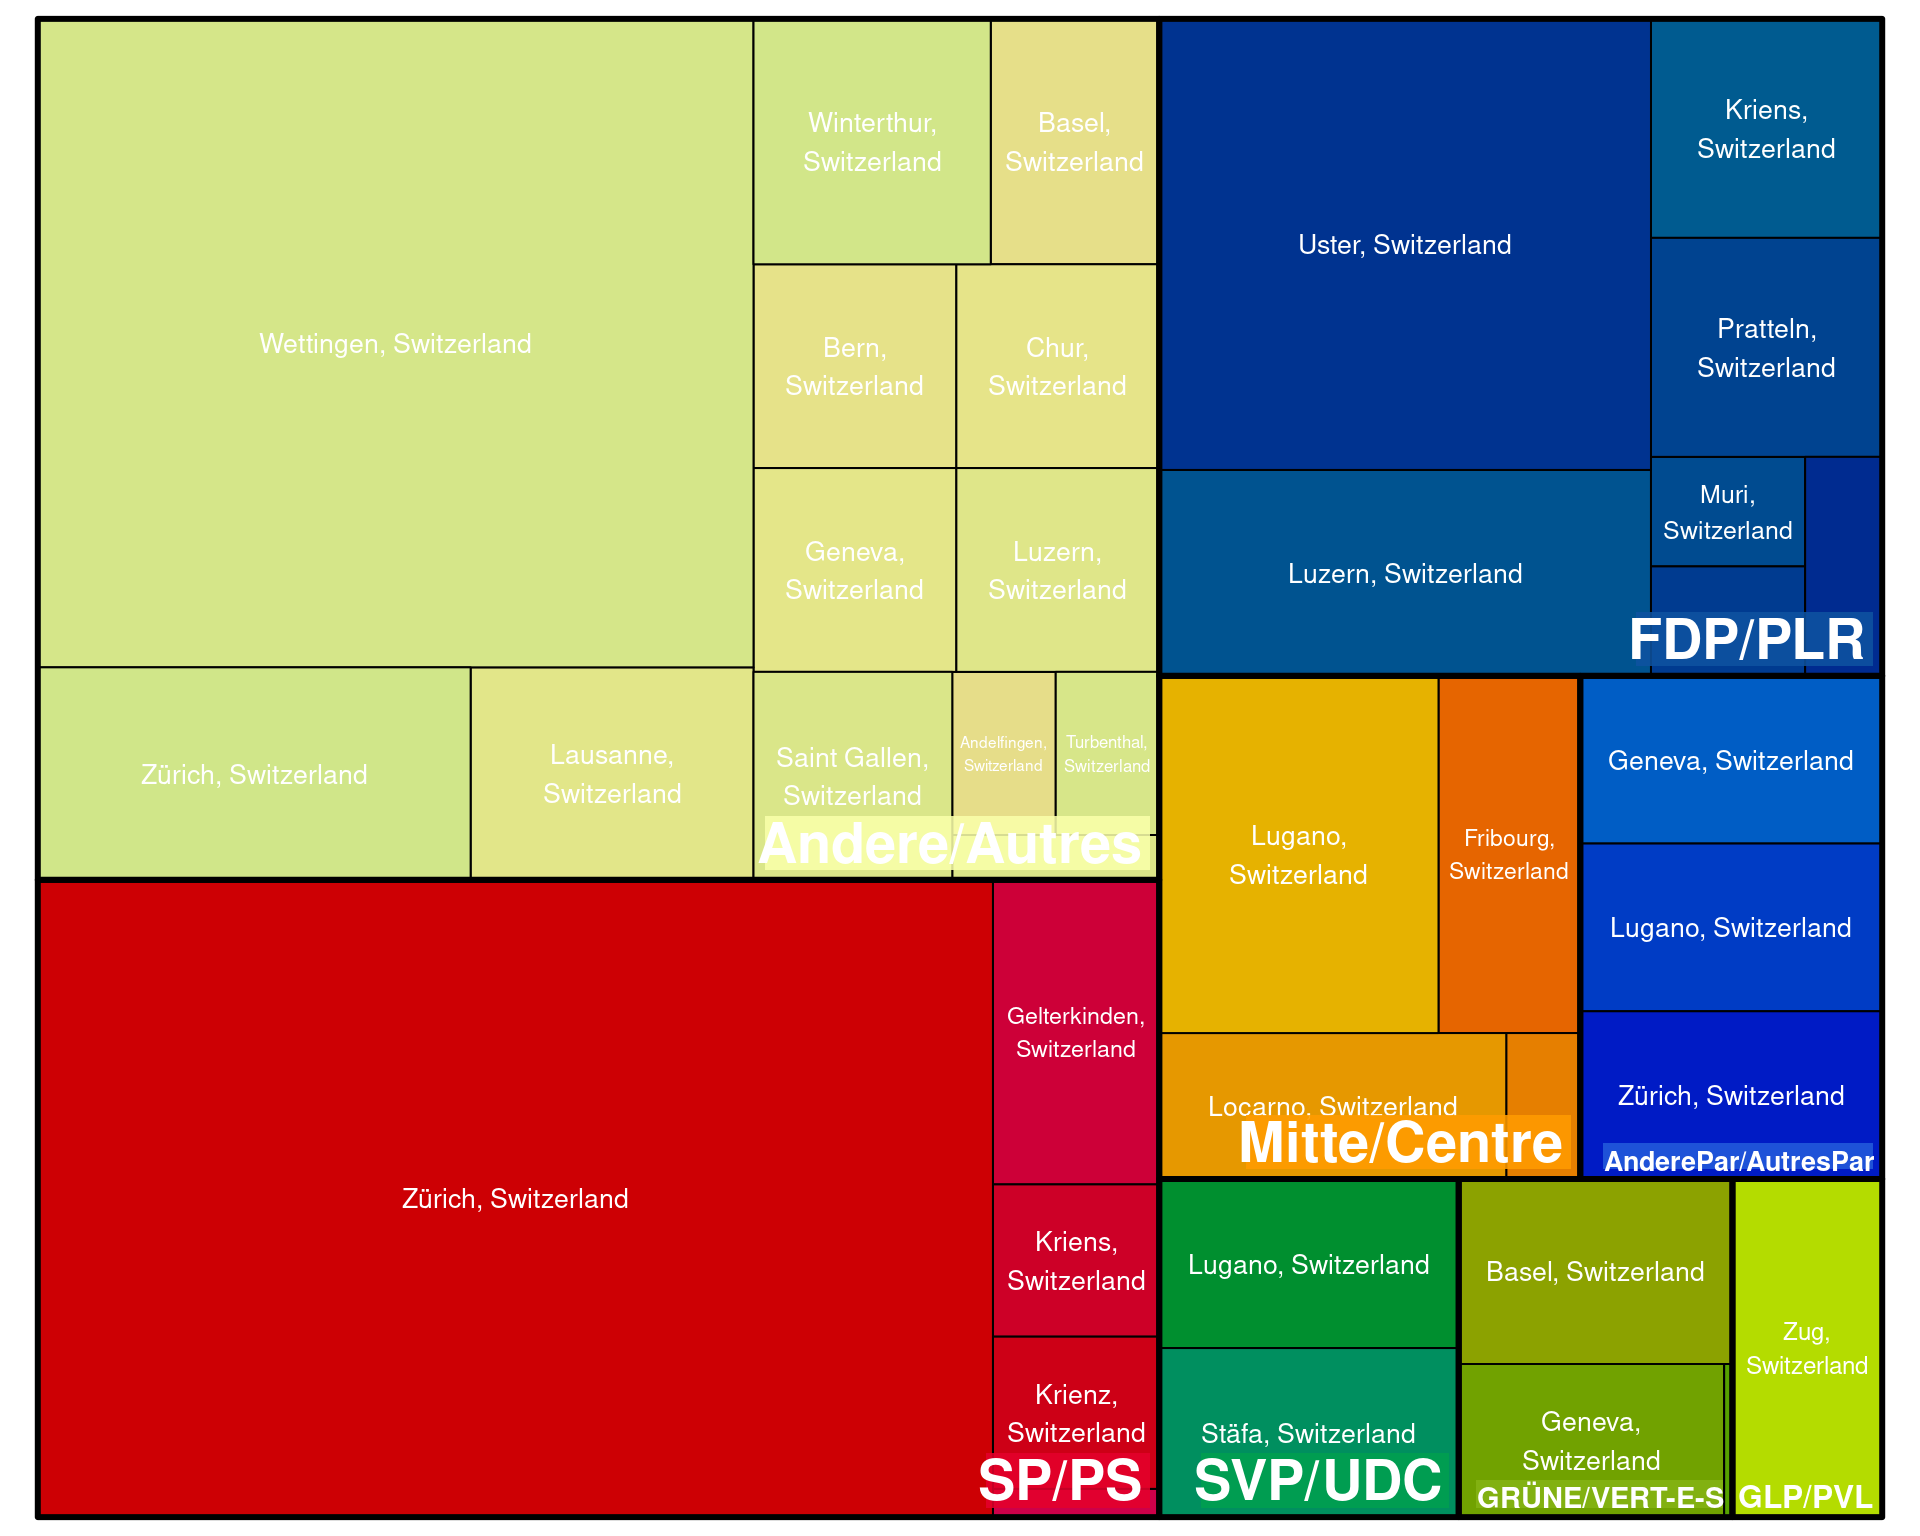 Wettingen, Switzerland
Winterthur,
Switzerland
Basel,
Switzerland
Bern,
Switzerland
Chur,
Switzerland
Geneva,
Switzerland
Luzern,
Switzerland
Zürich, Switzerland
Lausanne,
Switzerland
Saint Gallen,
Switzerland
Andelfingen,
Switzerland
Turbenthal,
Switzerland
Andere/Autres
Uster, Switzerland
Kriens,
Switzerland
Pratteln,
Switzerland
Muri,
Switzerland
Luzern, Switzerland
FDP/PLR
Zürich, Switzerland
Gelterkinden,
Switzerland
Kriens,
Switzerland
Krienz,
Switzerland
SP/PS
Lugano,
Switzerland
Fribourg,
Switzerland
Locarno, Switzerland
Mitte/Centre
Geneva, Switzerland
Lugano, Switzerland
Zürich, Switzerland
AnderePar/AutresPar
Lugano, Switzerland
Stäfa, Switzerland
SVP/UDC
Basel, Switzerland
Geneva,
Switzerland
GRÜNE/VERT-E-S
Zug,
Switzerland
GLP/PVL